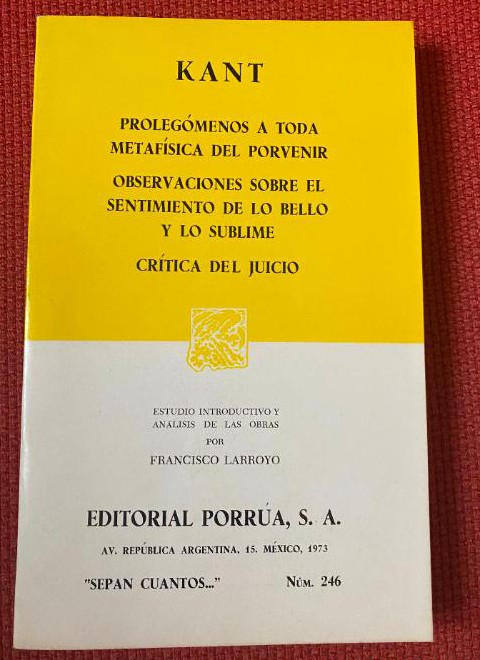 KANT
PROLEGÓMENOS A TODA
METAFÍSICA DEL PORVENIR
OBSERVACIONES SOBRE EL
SENTIMIENTO DE LO BELLO
Y LO SUBLIME
CRÍTICA DEL JUICIO
ESTUDIO INTRODUCTIVO Y
ANÁLISIS DE LAS OBRAS
POR
FRANCISCO LARROYO
EDITORIAL PORRÚA, S. A.
AV. REPÚBLICA ARGENTINA, 15. MÉXICO, 1973
"SEPAN CUANTOS..." NÚM. 246